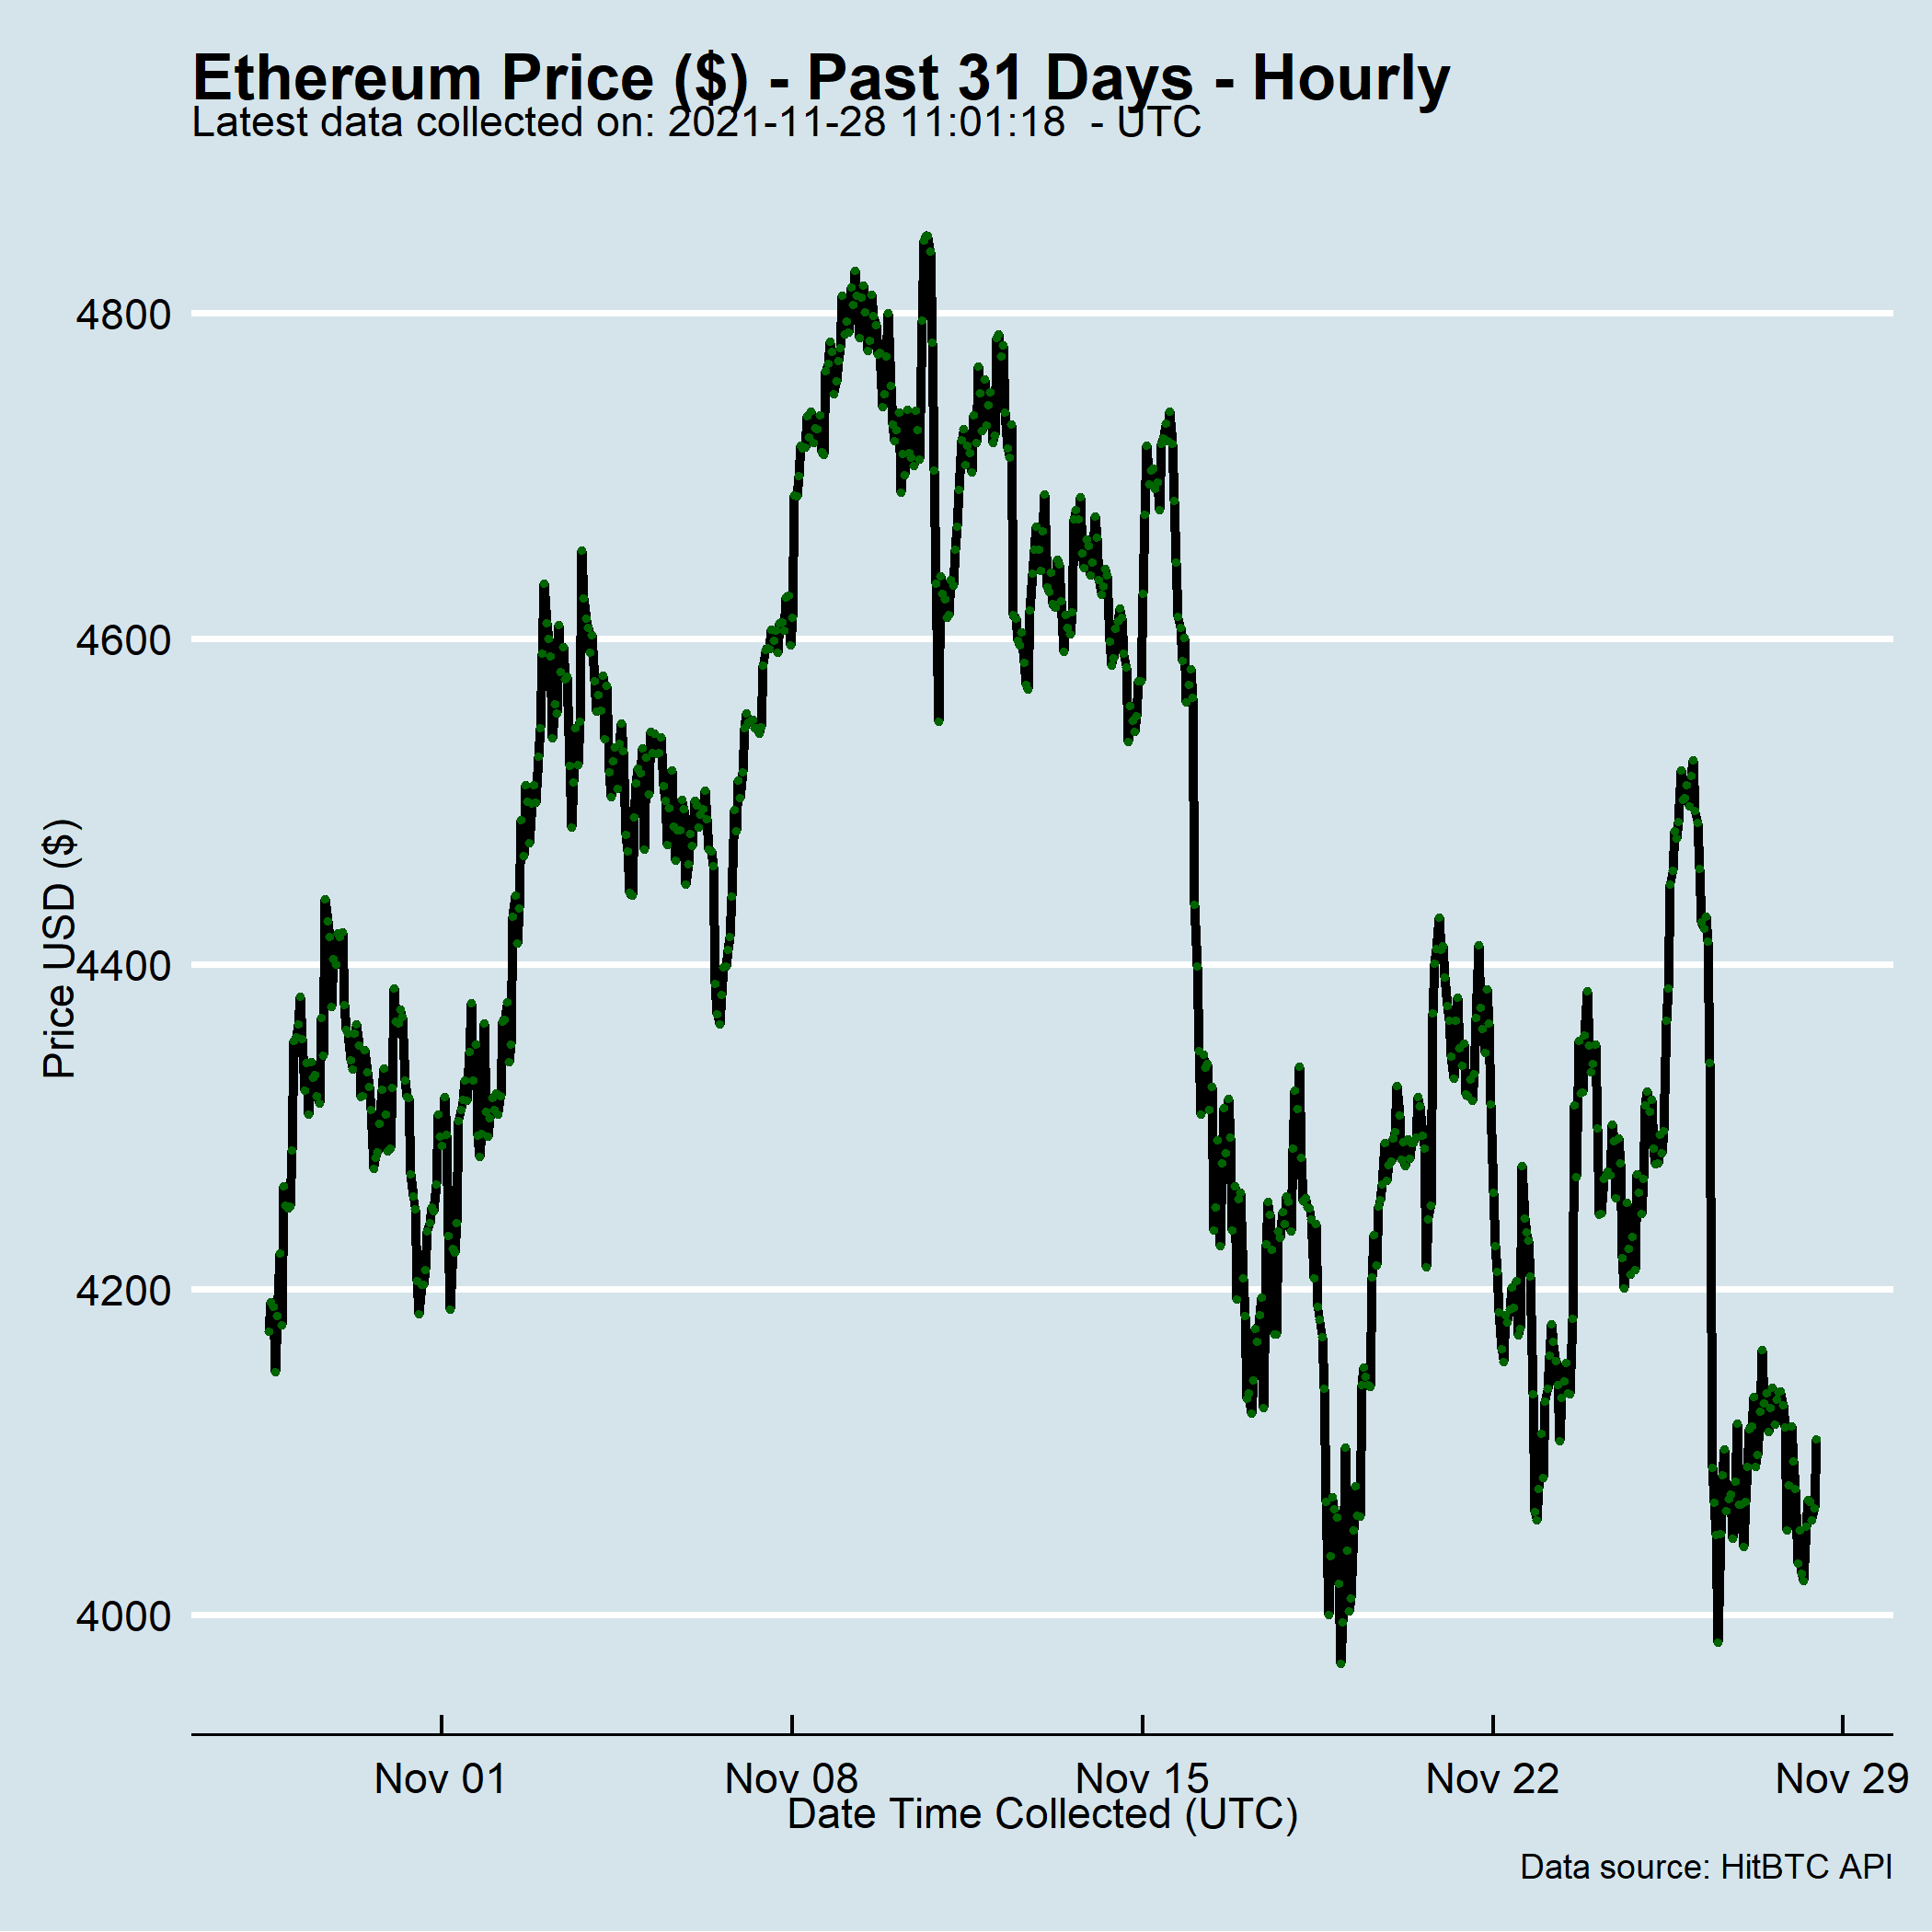 Ethereum Price ($) - Past 31 Days - Hourly
Latest data collected on: 2021-11-28 11:01:18  - UTC
Price USD ($)
4800
4600
4400
4200
4000
Nov 01 Nov 08 Nov 15 Nov 22 Nov 29
Date Time Collected (UTC)
Data source: HitBTC API